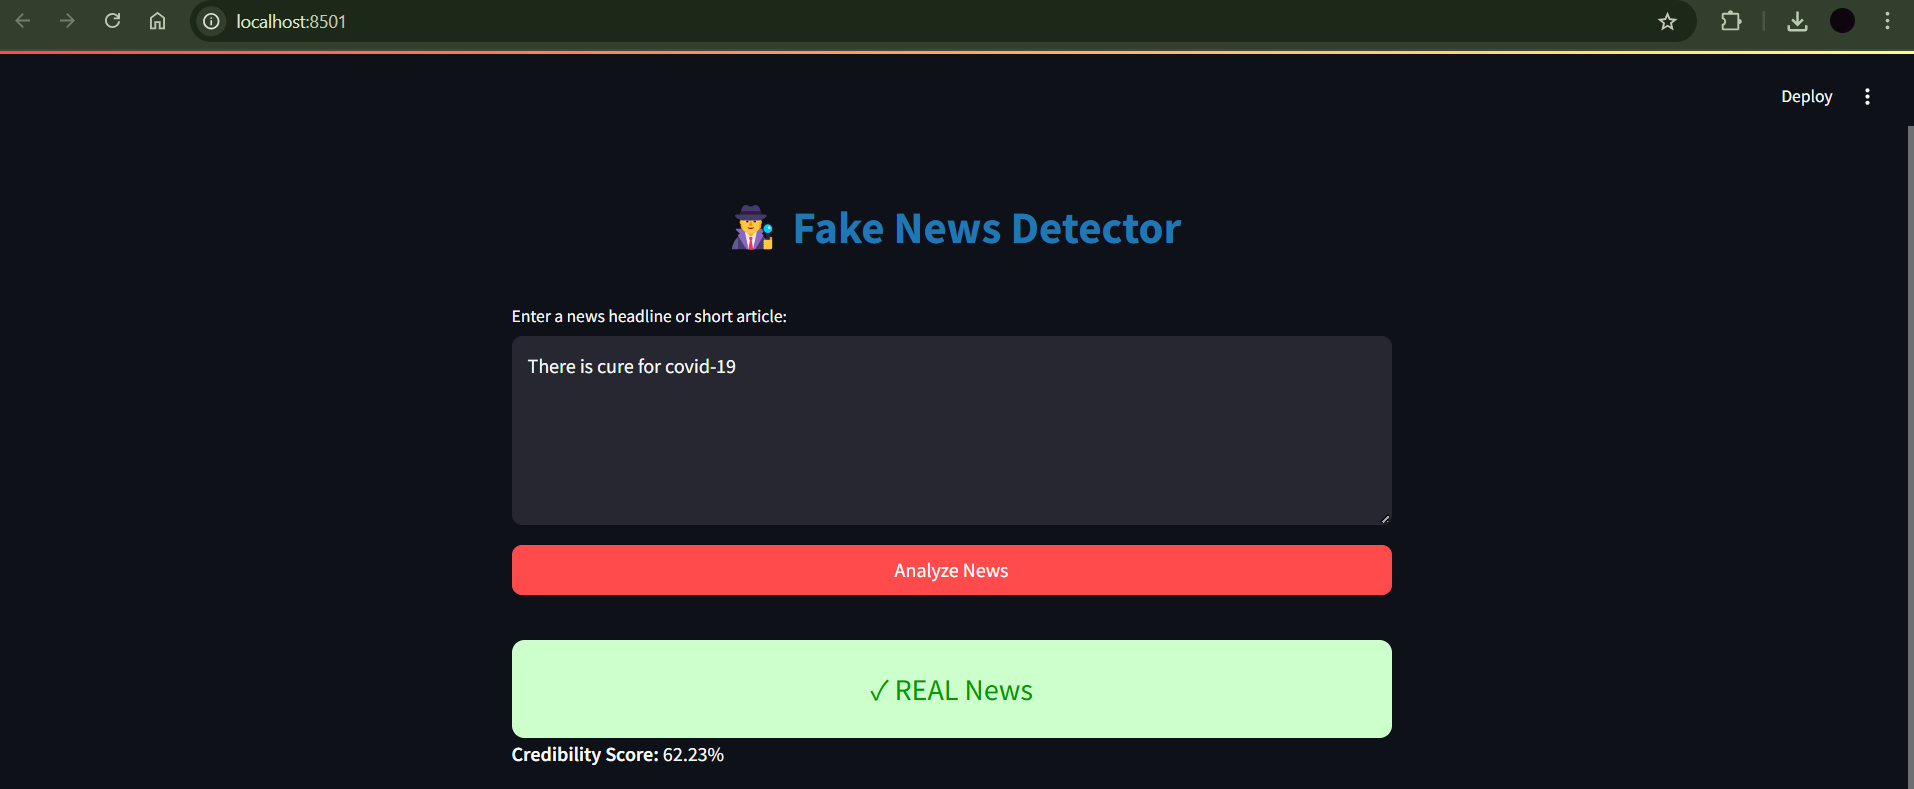 localhost:8501
Deploy
Fake News Detector
Enter a news headline or short article:
There is cure for covid-19
Analyze News
✓ REAL News
Credibility Score: 62.23%